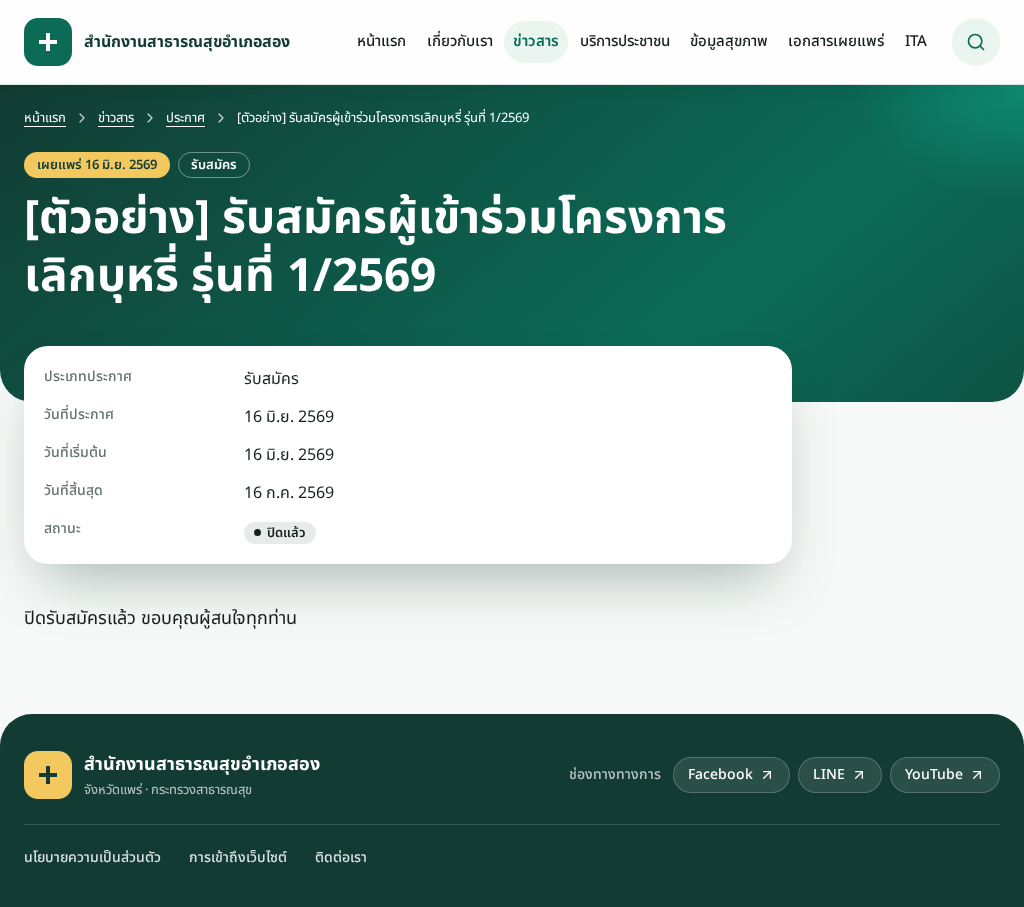 สำนักงานสาธารณสุขอำเภอสอง
หน้าแรก เกี่ยวกับเรา ข่าวสาร บริการประชาชน ข้อมูลสุขภาพ เอกสารเผยแพร่ ITA
หน้าแรก ข่าวสาร ประกาศ [ตัวอย่าง] รับสมัครผู้เข้าร่วมโครงการเลิกบุหรี่ รุ่นที่ 1/2569
เผยแพร่ 16 มิ.ย. 2569 รับสมัคร
[ตัวอย่าง] รับสมัครผู้เข้าร่วมโครงการ
เลิกบุหรี่ รุ่นที่ 1/2569
ประเภทประกาศ รับสมัคร
วันที่ประกาศ 16 มิ.ย. 2569
วันที่เริ่มต้น 16 มิ.ย. 2569
วันที่สิ้นสุด 16 ก.ค. 2569
สถานะ ปิดแล้ว
ปิดรับสมัครแล้ว ขอบคุณผู้สนใจทุกท่าน
สำนักงานสาธารณสุขอำเภอสอง
จังหวัดแพร่ · กระทรวงสาธารณสุข
ช่องทางทางการ Facebook LINE YouTube
นโยบายความเป็นส่วนตัว การเข้าถึงเว็บไซต์ ติดต่อเรา